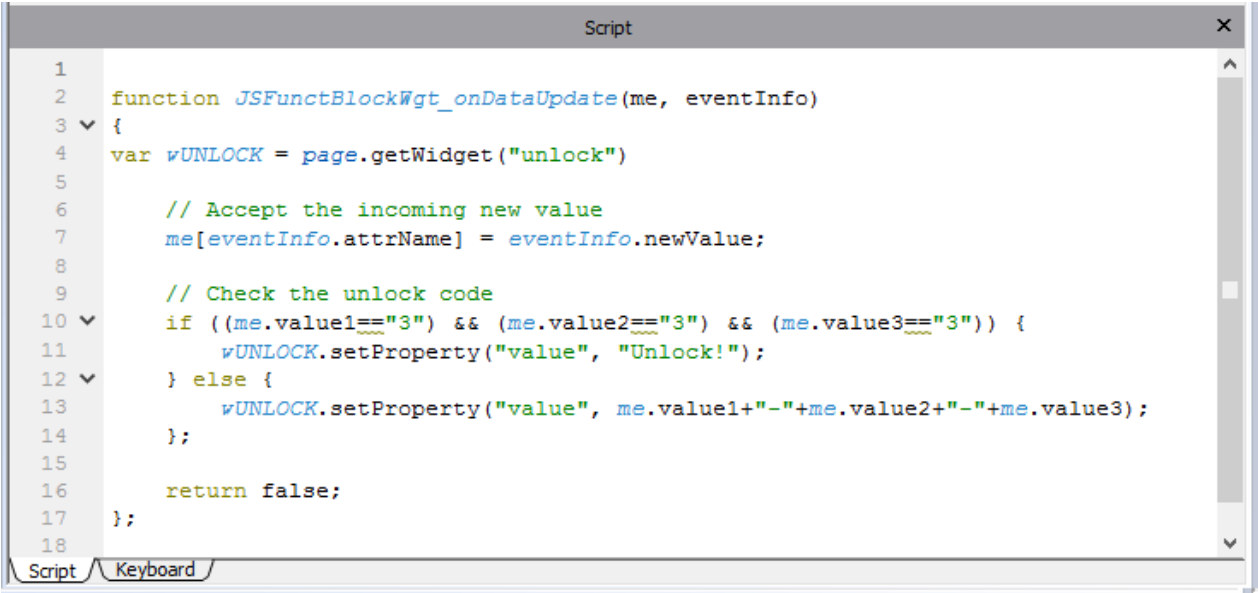 Script
1
2 function JSFunctBlockWgt_onDataUpdate(me, eventInfo)
3 {
4 var wUNLOCK = page.getWidget("unlock")
5
6 // Accept the incoming new value
7 me[eventInfo.attrName] = eventInfo.newValue;
8
9 // Check the unlock code
10 if ((me.value1=="3") && (me.value2=="3") && (me.value3=="3")) {
11 wUNLOCK.setProperty("value", "Unlock!");
12 } else {
13 wUNLOCK.setProperty("value", me.value1+"-"+me.value2+"-"+me.value3);
14 };
15
16 return false;
17 };
18
Script Keyboard